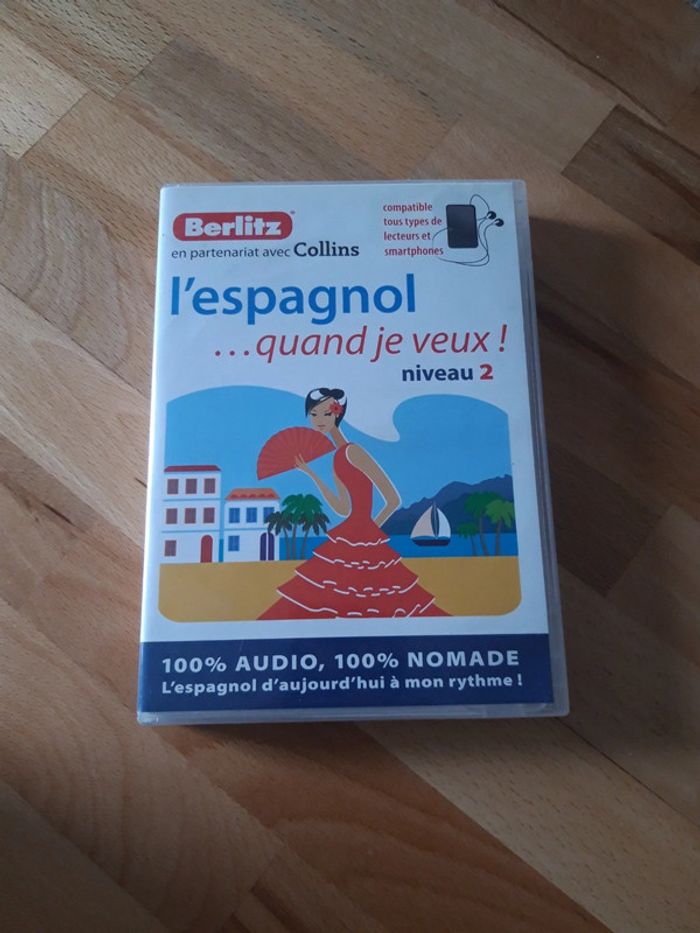 Berlitz®
en partenariat avec Collins
compatible
tous types de
lecteurs et
smartphones
l'espagnol
...quand je veux !
niveau 2
100% AUDIO, 100% NOMADE
L'espagnol d'aujourd'hui à mon rythme !